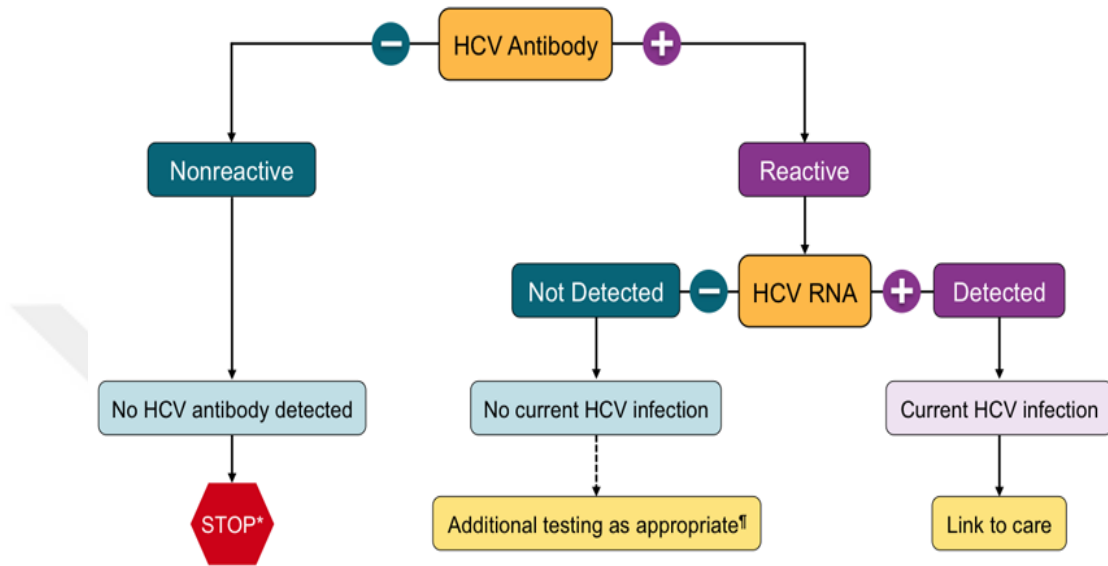 HCV Antibody
Nonreactive
Reactive
Not Detected
HCV RNA
Detected
No HCV antibody detected
No current HCV infection
Current HCV infection
STOP*
Additional testing as appropriate¶
Link to care